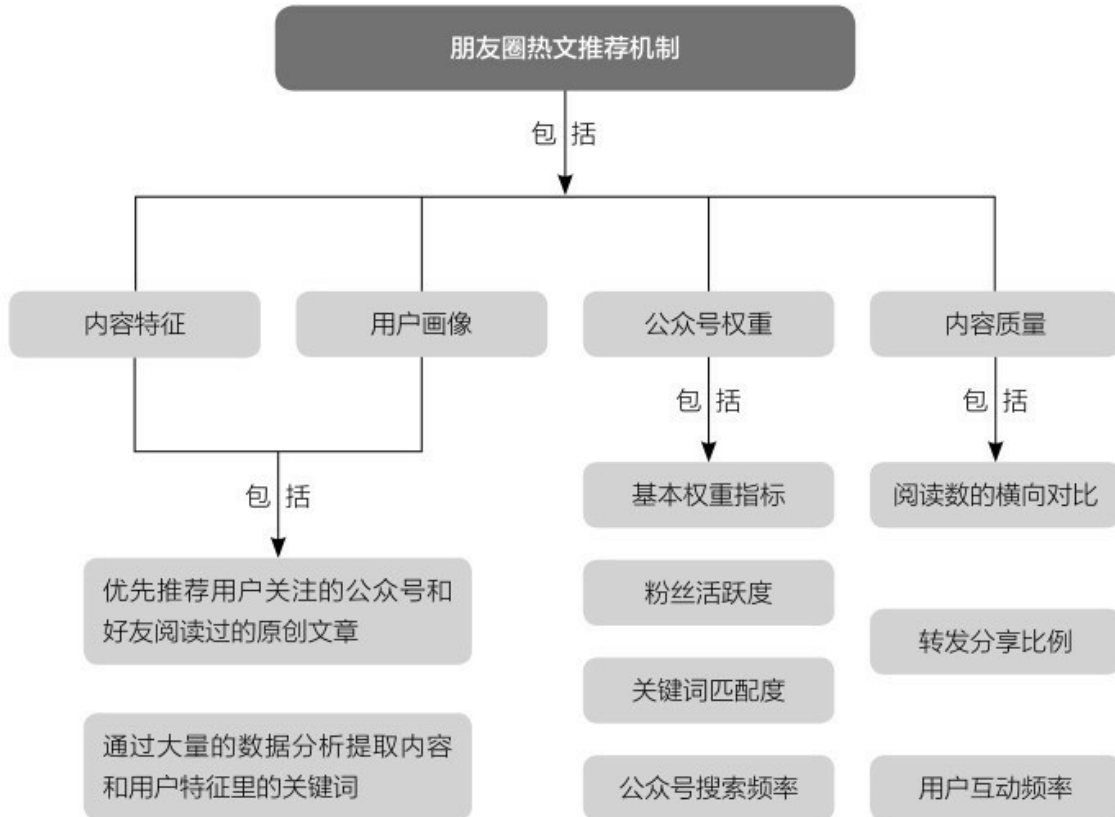 朋友圈热文推荐机制
包 括
内容特征
用户画像
公众号权重
内容质量
包 括
包 括
包 括
基本权重指标
阅读数的横向对比
优先推荐用户关注的公众号和
好友阅读过的原创文章
粉丝活跃度
转发分享比例
关键词匹配度
通过大量的数据分析提取内容
和用户特征里的关键词
公众号搜索频率
用户互动频率